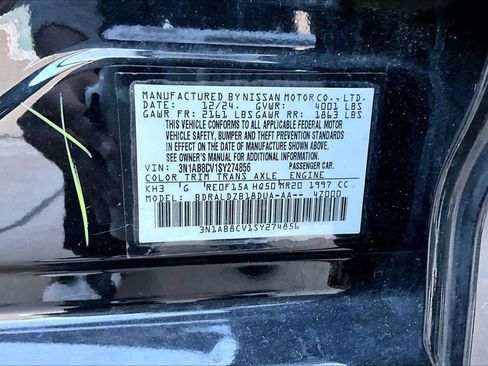 MANUFACTURED BY NISSAN MOTOR CO., LTD.
DATE: 12/24. GVWR: 4001 LBS
GAWR FR: 2161 LBS GAWR RR: 1863 LBS
THIS VEHICLE CONFORMS TO ALL APPLICABLE FEDERAL MOTOR
VEHICLE SAFETY, BUMPER, AND THEFT PREVENTION STANDARDS
IN EFFECT ON THE DATE OF MANUFACTURE SHOWN ABOVE.
SEE OWNER'S MANUAL FOR ADDITIONAL INFORMATION.
VIN: 3N1AB8CV1SY274856 PASSENGER CAR
COLOR TRIM TRANS AXLE ENGINE
KH3 'G 'RE0F15A HQ50 MR20 1997 CC
MODEL: BDRALDZB18DUA-AA-- 47000
3N1AB8CV1SY274856